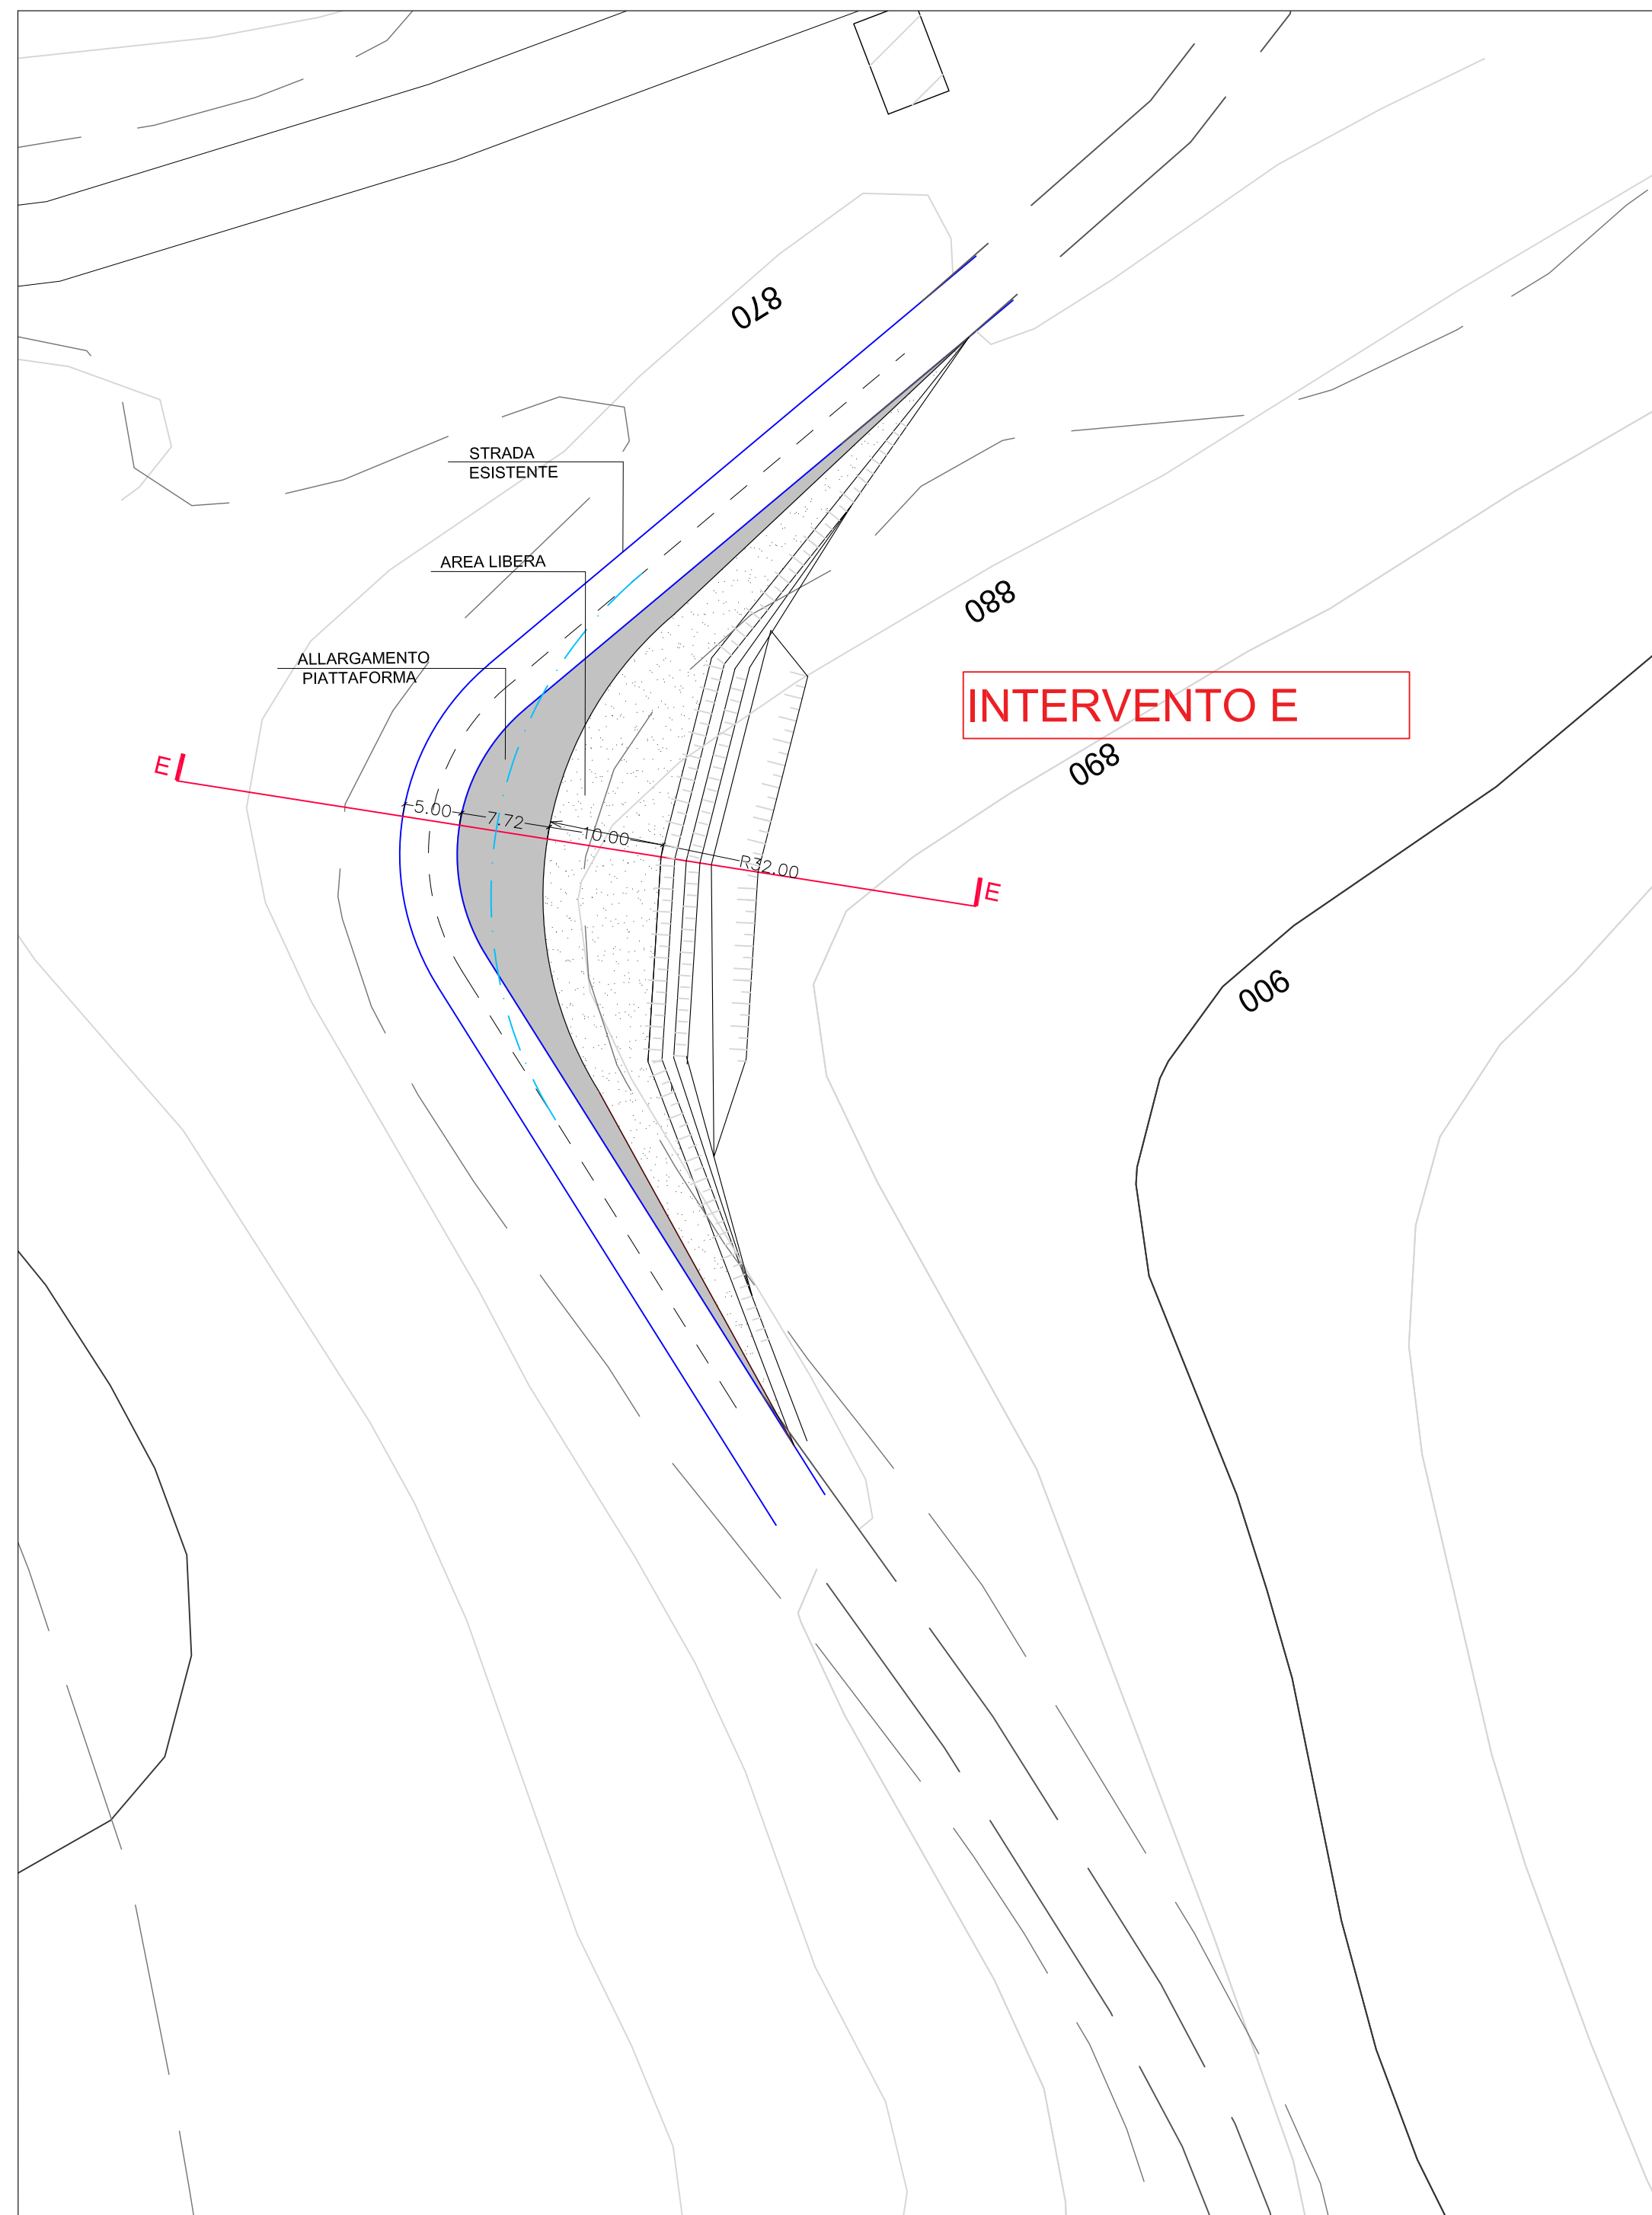 870
STRADA
ESISTENTE
AREA LIBERA
880
ALLARGAMENTO
PIATTAFORMA
INTERVENTO E
890
E
5.00
7.72
10.00
R32.00
E
900